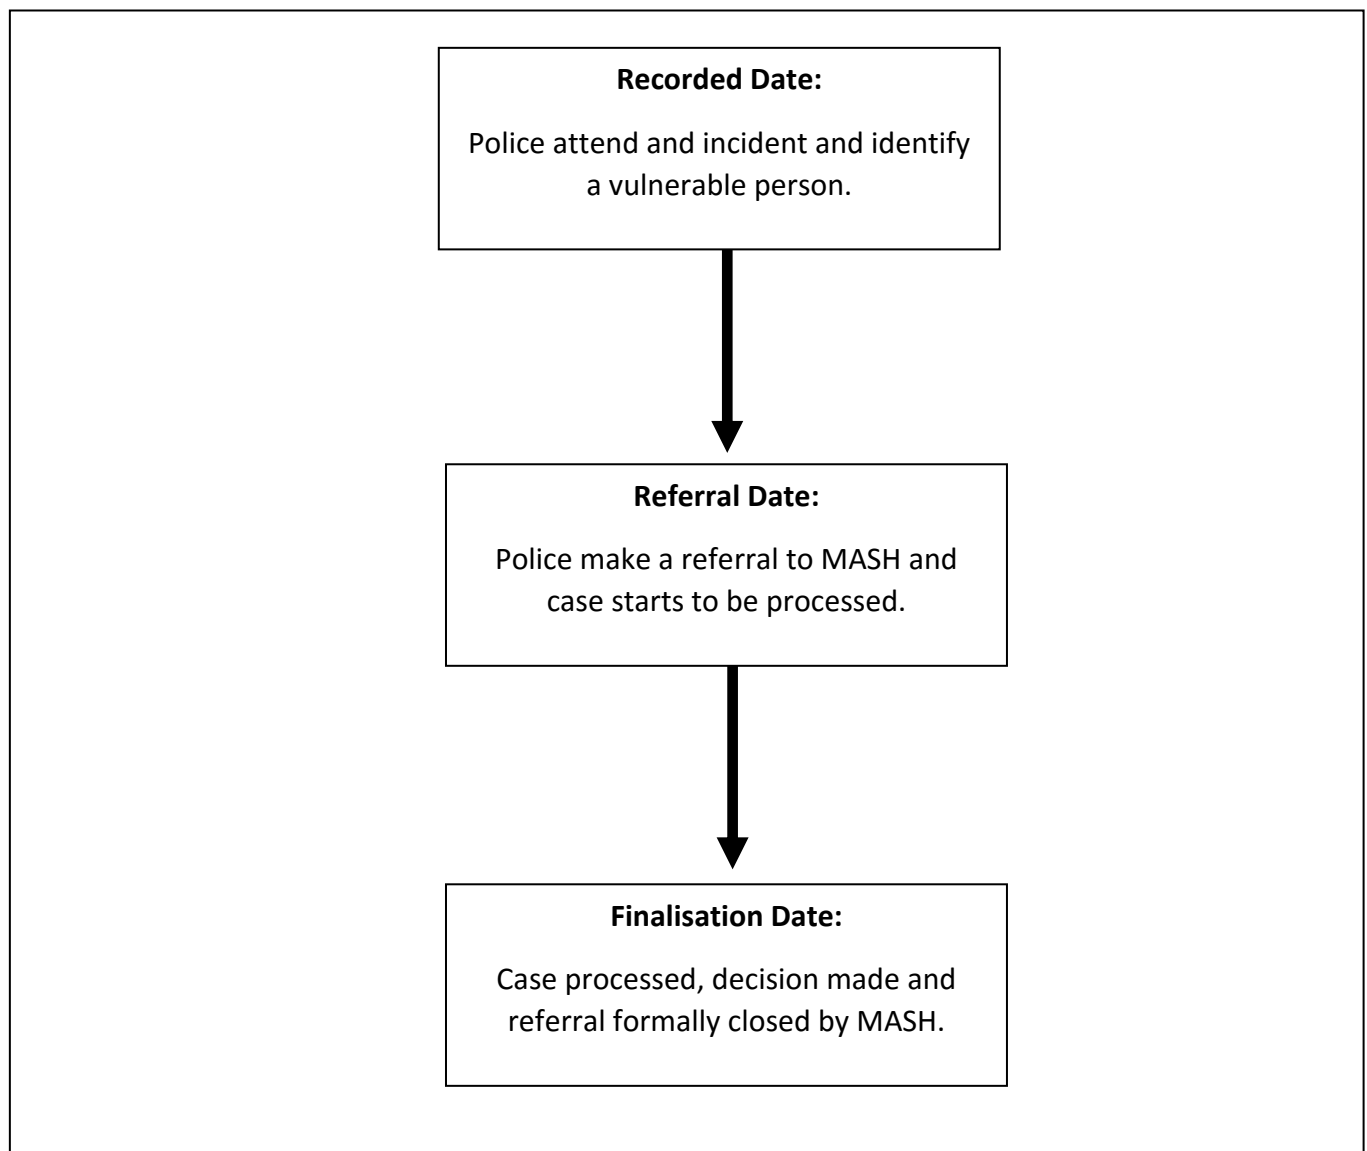 Recorded Date:
Police attend and incident and identify
a vulnerable person.
Referral Date:
Police make a referral to MASH and
case starts to be processed.
Finalisation Date:
Case processed, decision made and
referral formally closed by MASH.